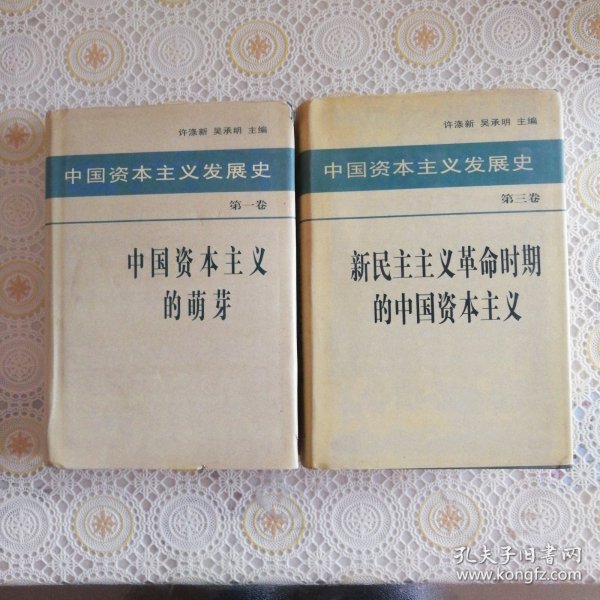 许涤新 吴承明 主编
中国资本主义发展史
第一卷
中国资本主义
的萌芽
许涤新 吴承明 主编
中国资本主义发展史
第三卷
新民主主义革命时期
的中国资本主义
孔夫子旧书网
www.kongfz.com